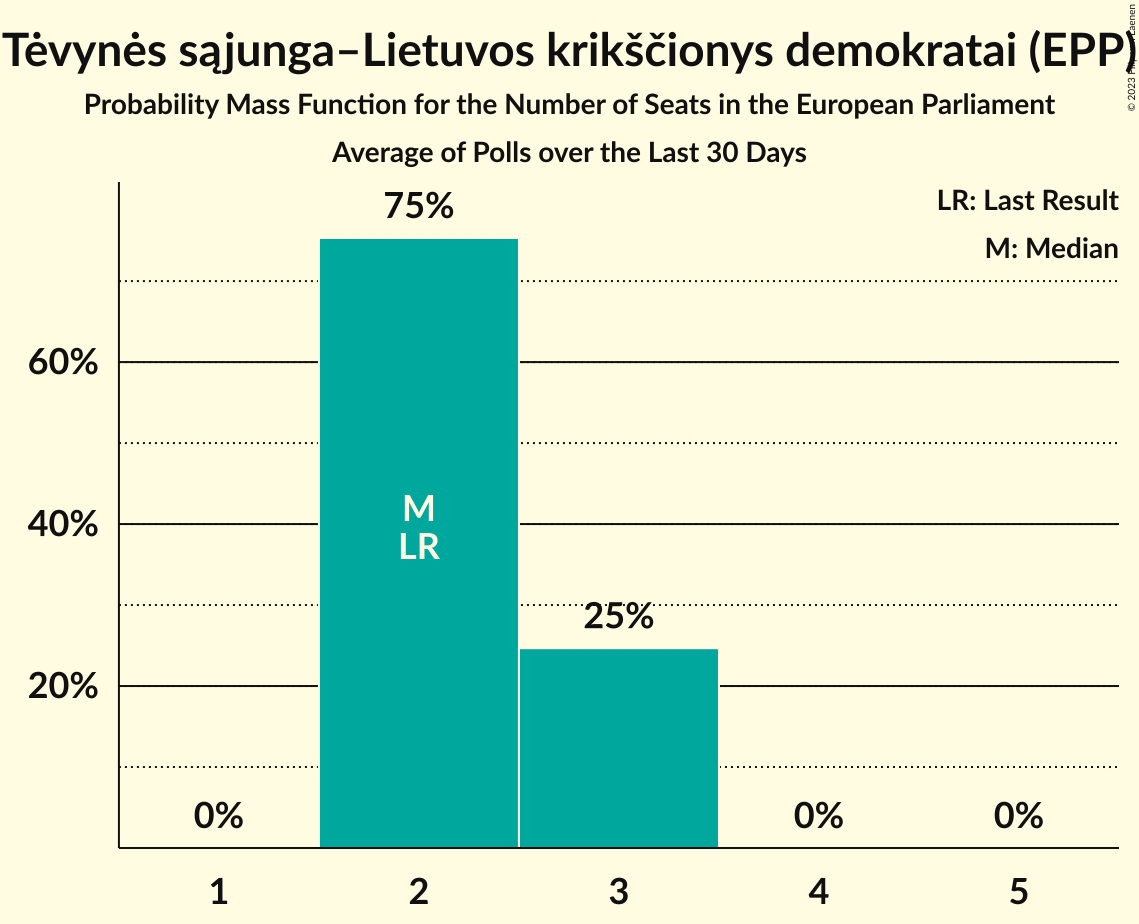 Tėvynės sąjunga–Lietuvos krikščionys demokratai (EPP)
Probability Mass Function for the Number of Seats in the European Parliament
Average of Polls over the Last 30 Days
© 2023 Laenen
LR: Last Result
M: Median
75%
60%
40%
20%
M
LR
25%
0%
0%
0%
1
2
3
4
5